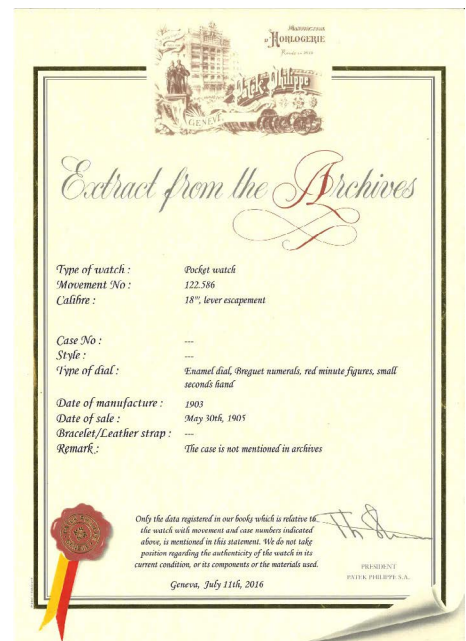 Manufacture
d'HORLOGERIE
Fondée en 1839
Patek Philippe
GENÈVE
Extract from the Archives
Type of watch : Pocket watch
Movement No : 122.586
Calibre : 18''', lever escapement
Case No : ---
Style : ---
Type of dial : Enamel dial, Breguet numerals, red minute figures, small
seconds hand
Date of manufacture : 1903
Date of sale : May 30th, 1905
Bracelet/Leather strap : ---
Remark : The case is not mentioned in archives
Only the data registered in our books which is relative to
the watch with movement and case numbers indicated
above, is mentioned in this statement. We do not take
position regarding the authenticity of the watch in its
current condition, or its components or the materials used.
Geneva, July 11th, 2016
PRESIDENT
PATEK PHILIPPE S.A.